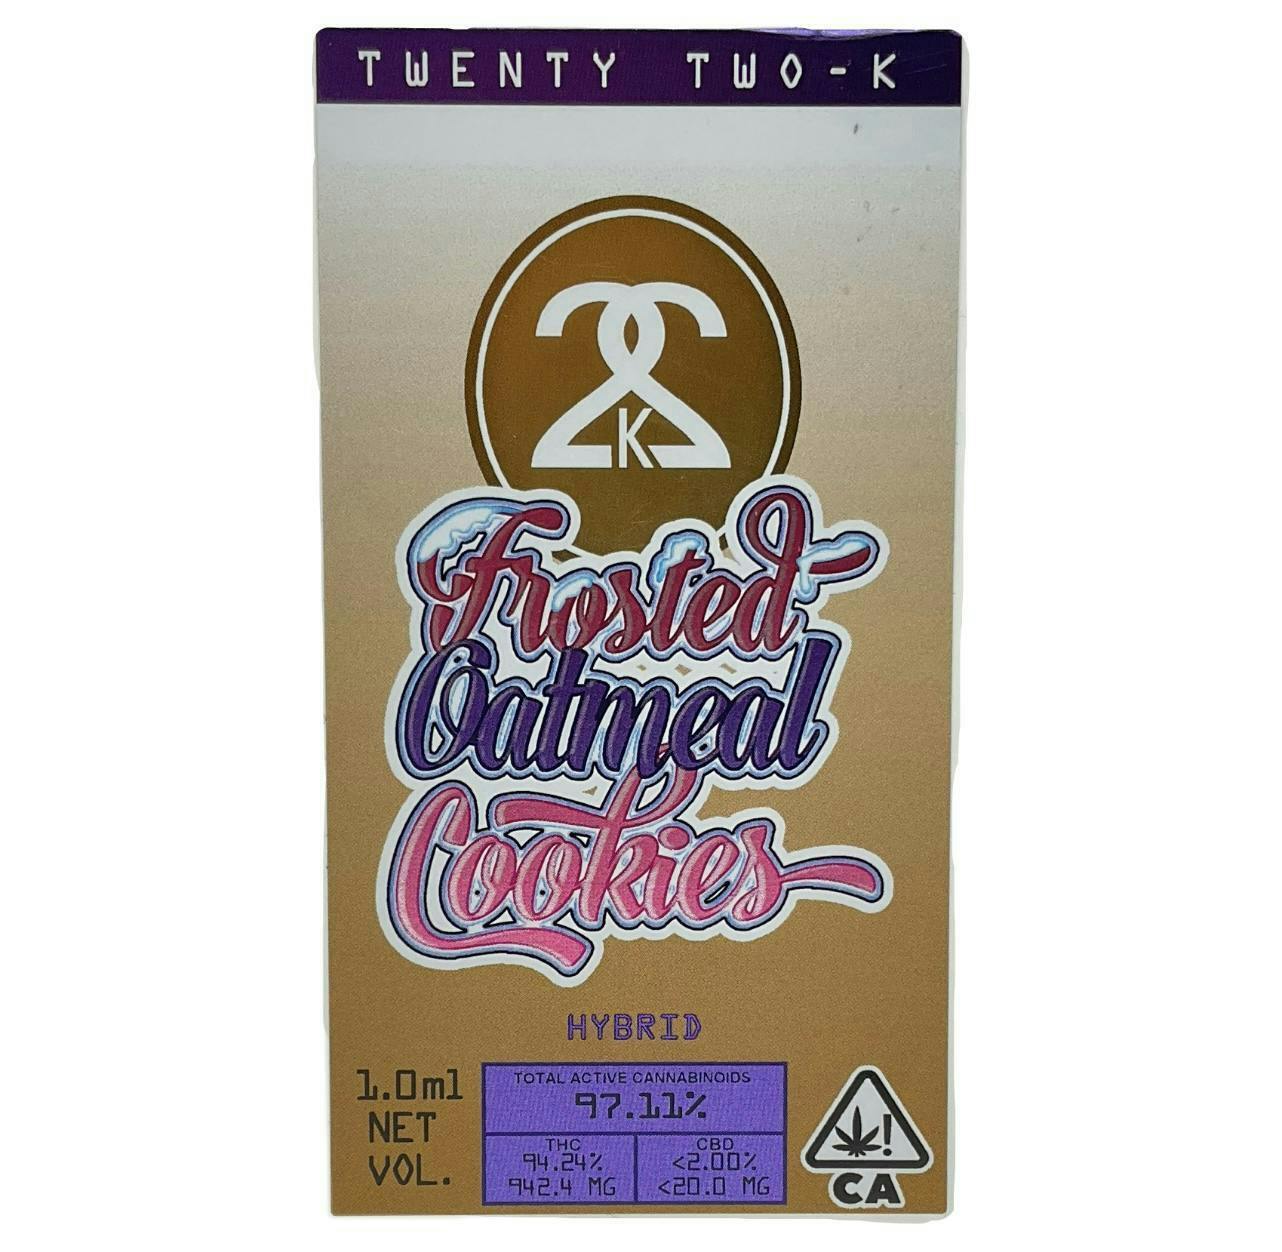 TWENTY TWO-K
22
K
Frosted
Oatmeal
Cookies
HYBRID
1.0ml
NET
VOL.
TOTAL ACTIVE CANNABINOIDS
97.11%
THC
94.24%
942.4 MG
CBD
<2.00%
<20.0 MG
!
CA